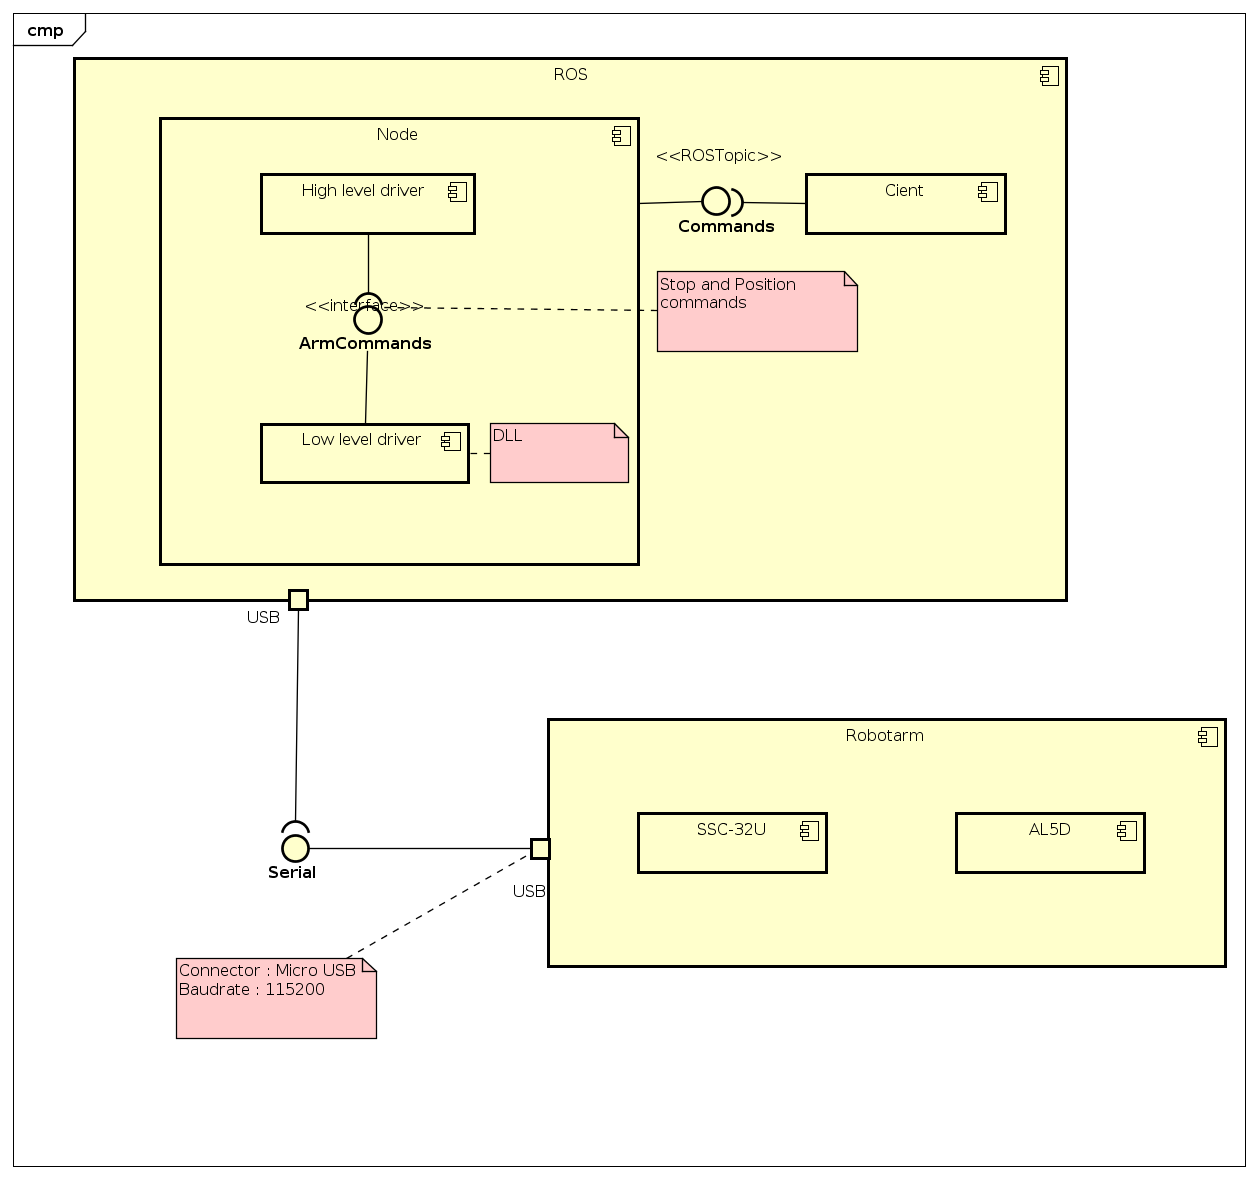 cmp
ROS
Node
<<ROSTopic>>
High level driver
Cient
Commands
Stop and Position
commands
<<interface>>
ArmCommands
Low level driver
DLL
USB
Robotarm
SSC-32U
AL5D
Serial
USB
Connector : Micro USB
Baudrate : 115200